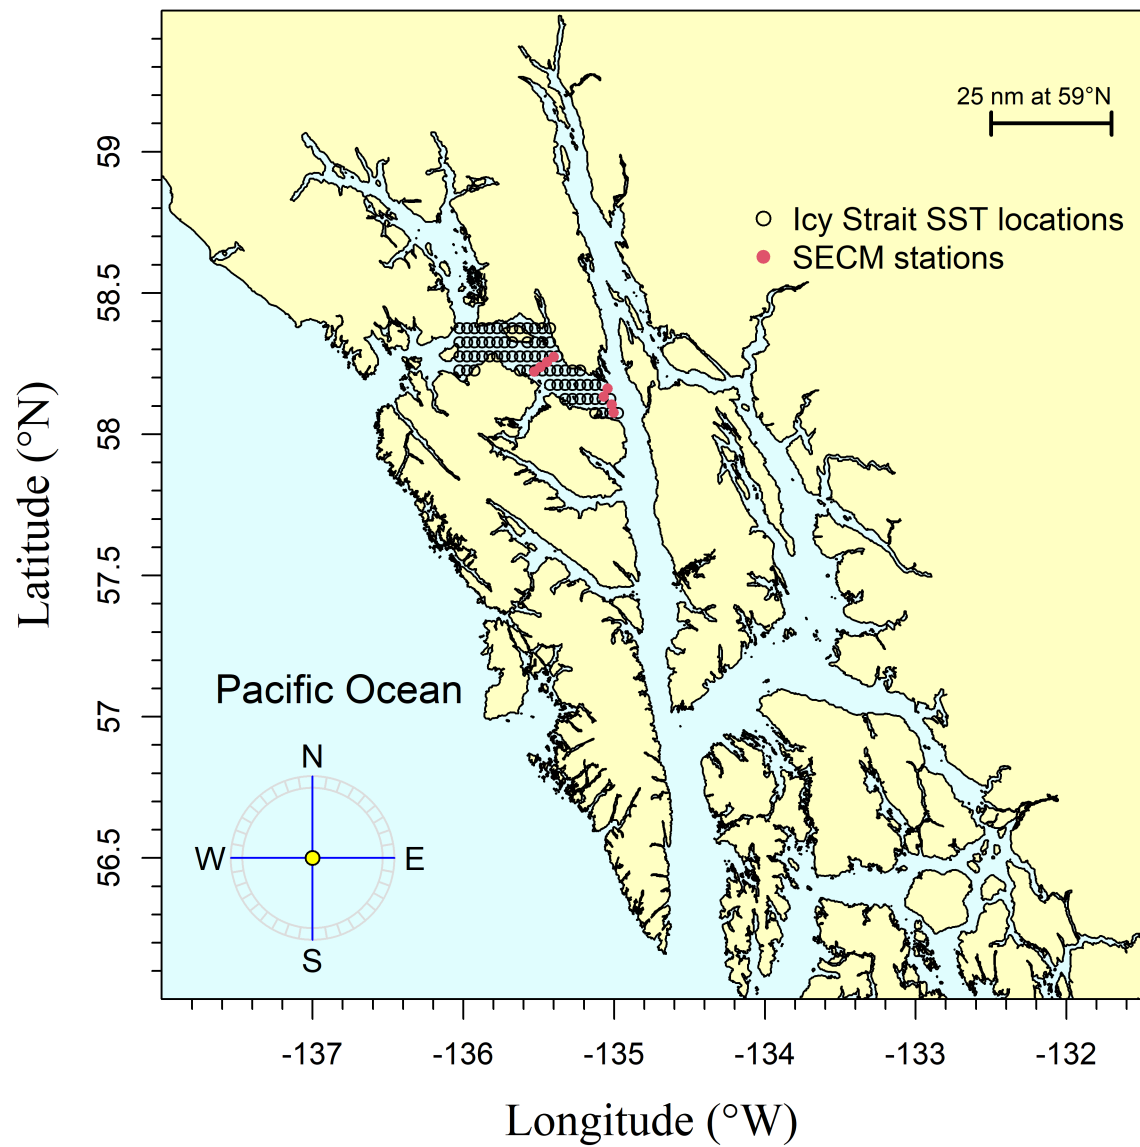 25 nm at 59°N
Icy Strait SST locations
SECM stations
Pacific Ocean
N
W
E
S
Latitude (°N)
59
58.5
58
57.5
57
56.5
-137
-136
-135
-134
-133
-132
Longitude (°W)